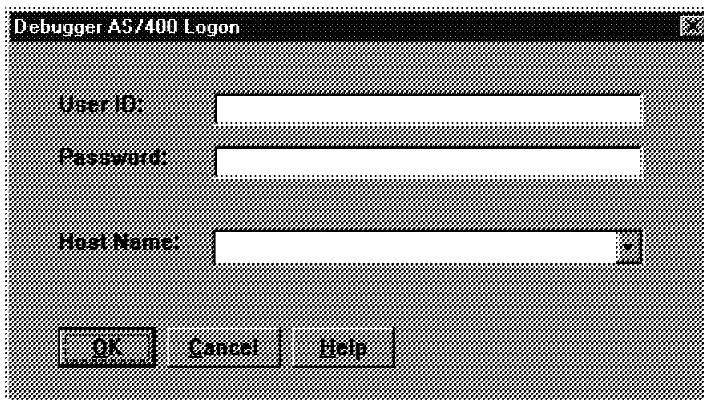 Debugger AS/400 Logon
User ID:
Password:
Host Name:
OK Cancel Help